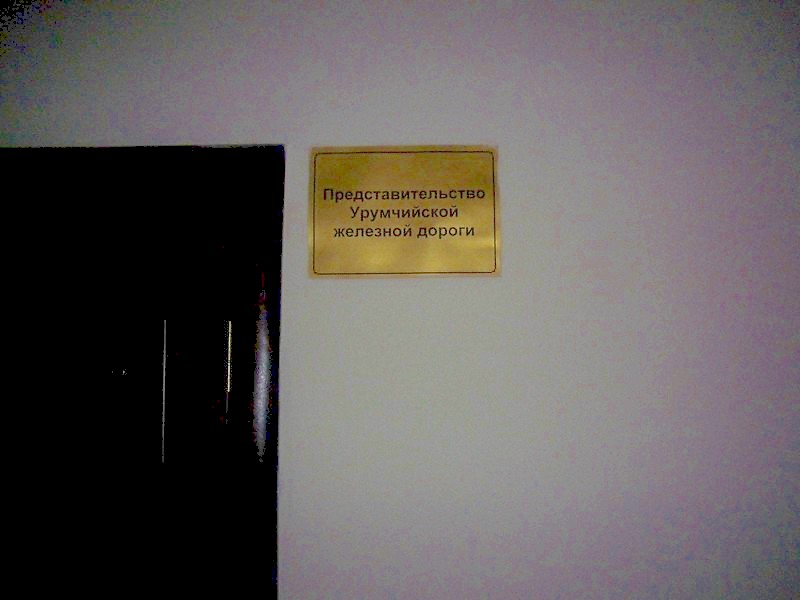 Представительство
Урумчийской
железной дороги